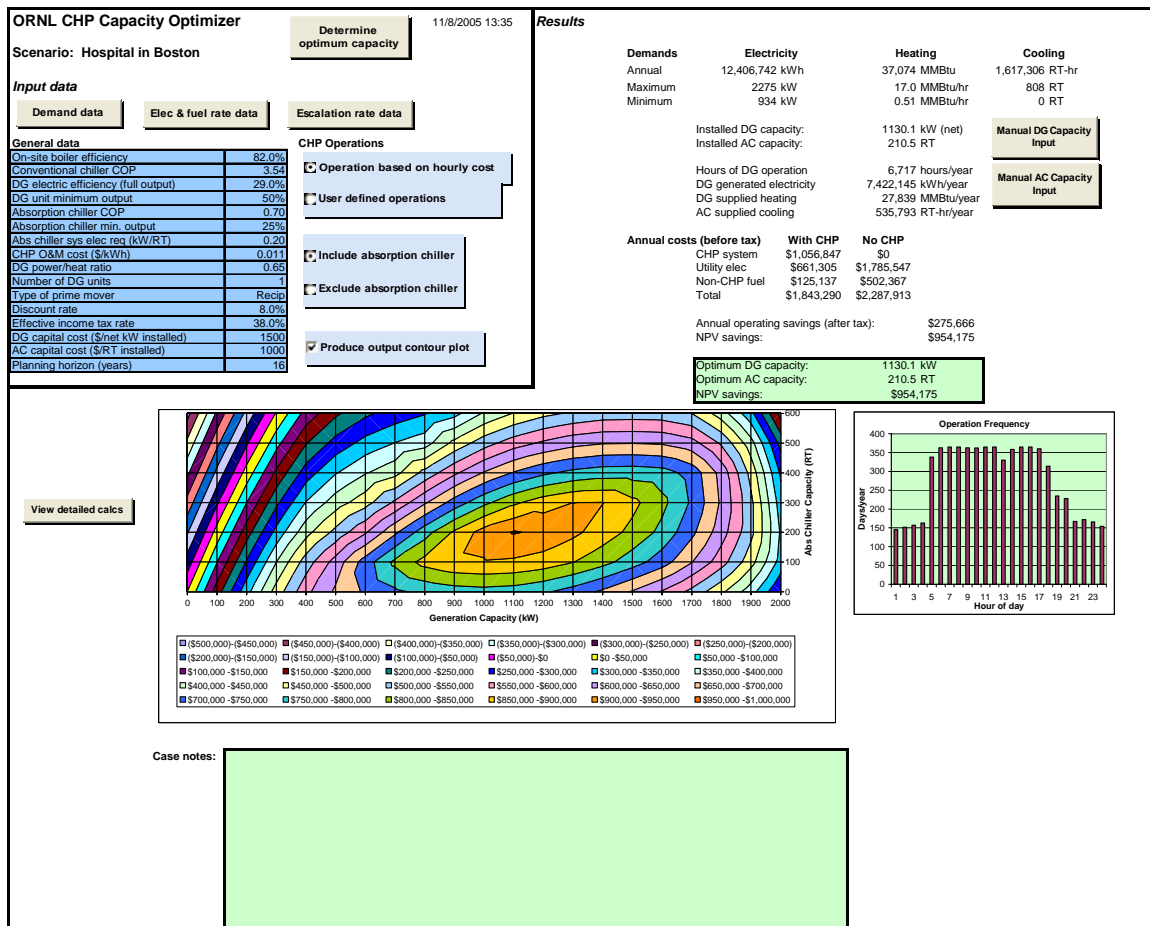 ORNL CHP Capacity Optimizer
11/8/2005 13:35
Determine
optimum capacity
Scenario: Hospital in Boston
Input data
Demand data
Elec & fuel rate data
Escalation rate data
General data
On-site boiler efficiency 82.0%
Conventional chiller COP 3.54
DG electric efficiency (full output) 29.0%
DG unit minimum output 50%
Absorption chiller COP 0.70
Absorption chiller min. output 25%
Abs chiller sys elec req (kW/RT) 0.20
CHP O&M cost ($/kWh) 0.011
DG power/heat ratio 0.65
Number of DG units 1
Type of prime mover Recip
Discount rate 8.0%
Effective income tax rate 38.0%
DG capital cost ($/net kW installed) 1500
AC capital cost ($/RT installed) 1000
Planning horizon (years) 16
CHP Operations
Operation based on hourly cost
User defined operations
Include absorption chiller
Exclude absorption chiller
Produce output contour plot
Results
Demands Electricity Heating Cooling
Annual 12,406,742 kWh 37,074 MMBtu 1,617,306 RT-hr
Maximum 2275 kW 17.0 MMBtu/hr 808 RT
Minimum 934 kW 0.51 MMBtu/hr 0 RT
Installed DG capacity: 1130.1 kW (net)
Installed AC capacity: 210.5 RT
Manual DG Capacity
Input
Manual AC Capacity
Input
Hours of DG operation 6,717 hours/year
DG generated electricity 7,422,145 kWh/year
DG supplied heating 27,839 MMBtu/year
AC supplied cooling 535,793 RT-hr/year
Annual costs (before tax) With CHP No CHP
CHP system $1,056,847 $0
Utility elec $661,305 $1,785,547
Non-CHP fuel $125,137 $502,367
Total $1,843,290 $2,287,913
Annual operating savings (after tax): $275,666
NPV savings: $954,175
Optimum DG capacity: 1130.1 kW
Optimum AC capacity: 210.5 RT
NPV savings: $954,175
View detailed calcs
600
500
400
300
200
100
0
Abs Chiller Capacity (RT)
0 100 200 300 400 500 600 700 800 900 1000 1100 1200 1300 1400 1500 1600 1700 1800 1900 2000
Generation Capacity (kW)
($500,000)-($450,000) ($450,000)-($400,000) ($400,000)-($350,000) ($350,000)-($300,000) ($300,000)-($250,000) ($250,000)-($200,000)
($200,000)-($150,000) ($150,000)-($100,000) ($100,000)-($50,000) ($50,000)-$0 $0 -$50,000 $50,000 -$100,000
$100,000 -$150,000 $150,000 -$200,000 $200,000 -$250,000 $250,000 -$300,000 $300,000 -$350,000 $350,000 -$400,000
$400,000 -$450,000 $450,000 -$500,000 $500,000 -$550,000 $550,000 -$600,000 $600,000 -$650,000 $650,000 -$700,000
$700,000 -$750,000 $750,000 -$800,000 $800,000 -$850,000 $850,000 -$900,000 $900,000 -$950,000 $950,000 -$1,000,000
Operation Frequency
Days/year
400
350
300
250
200
150
100
50
0
1 3 5 7 9 11 13 15 17 19 21 23
Hour of day
Case notes: